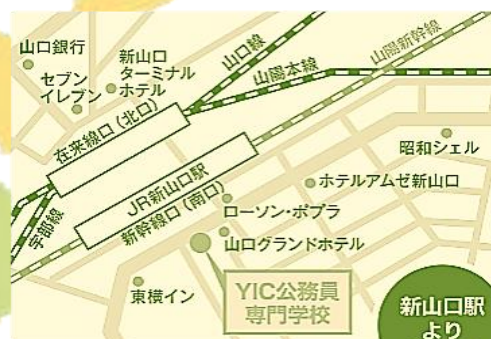 山口銀行
セブン
イレブン
新山口
ターミナル
ホテル
山口線
山陽本線
山陽新幹線
在来線口(北口)
JR新山口駅
新幹線口(南口)
宇部線
昭和シェル
ホテルアムゼ新山口
ローソン・ポプラ
山口グランドホテル
東横イン
YIC公務員
専門学校
新山口駅
より